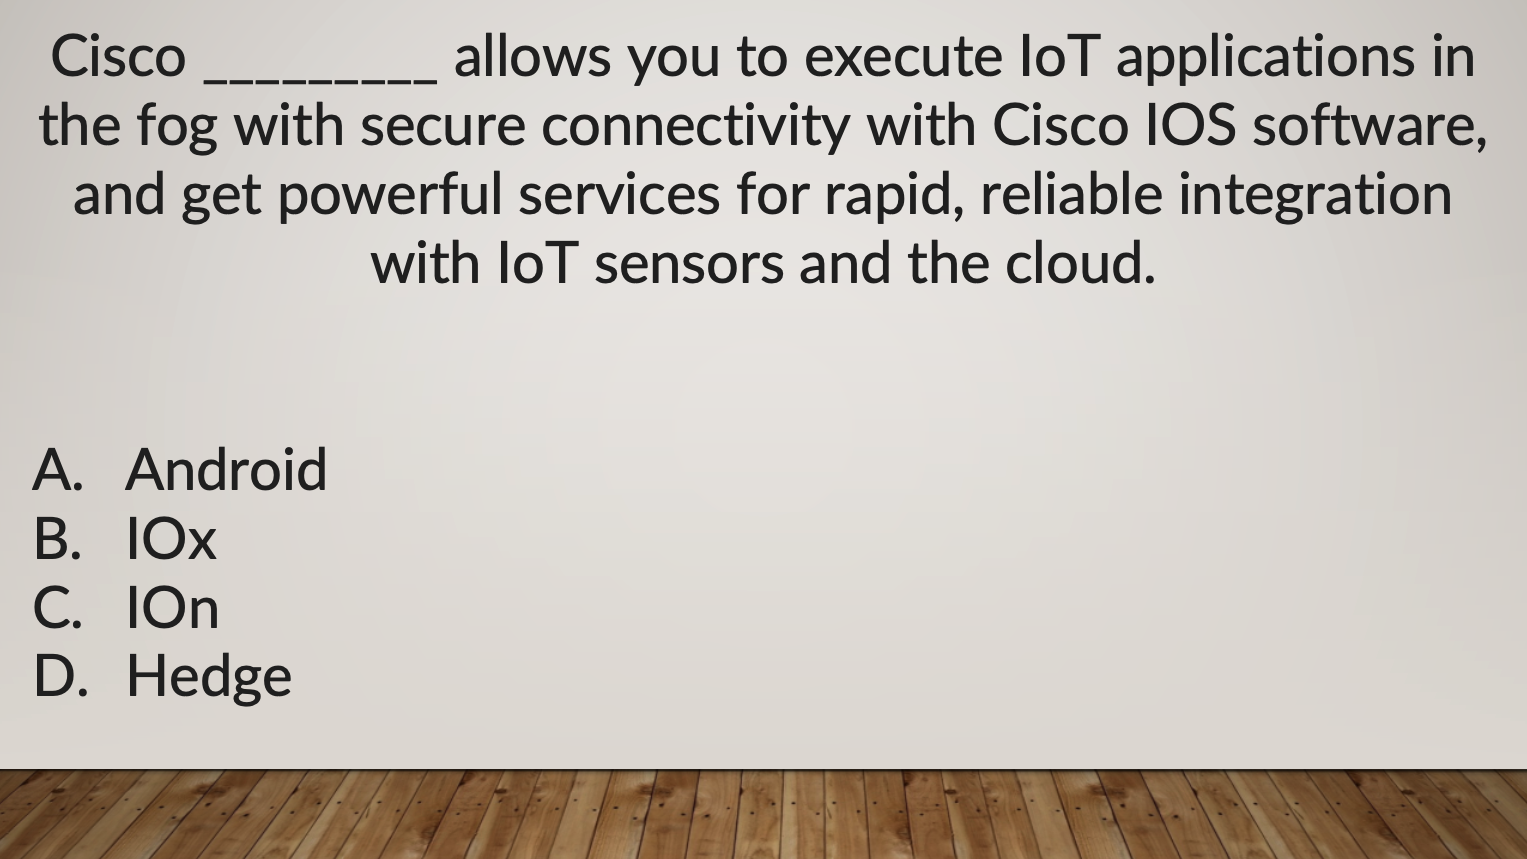 Cisco _________ allows you to execute IoT applications in
the fog with secure connectivity with Cisco IOS software,
and get powerful services for rapid, reliable integration
with IoT sensors and the cloud.
A. Android
B. IOx
C. IOn
D. Hedge